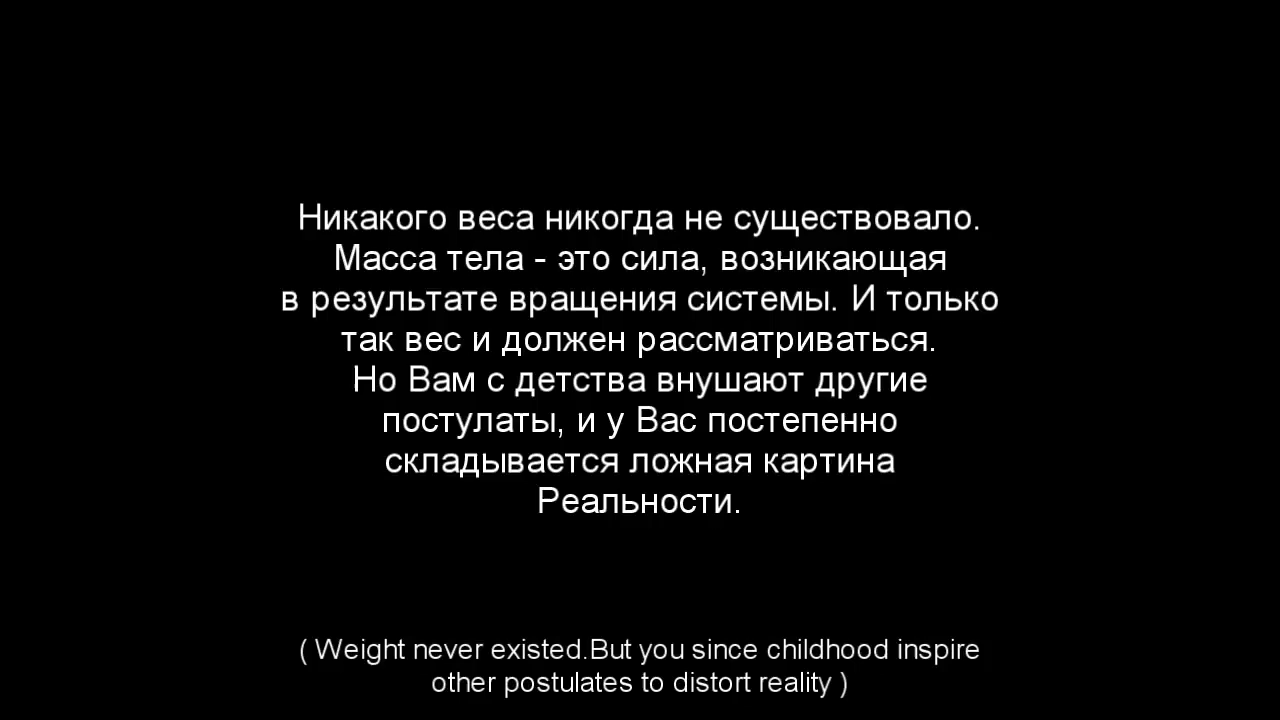 Никакого веса никогда не существовало.
Масса тела - это сила, возникающая
в результате вращения системы. И только
так вес и должен рассматриваться.
Но Вам с детства внушают другие
постулаты, и у Вас постепенно
складывается ложная картина
Реальности.
( Weight never existed.But you since childhood inspire
other postulates to distort reality )